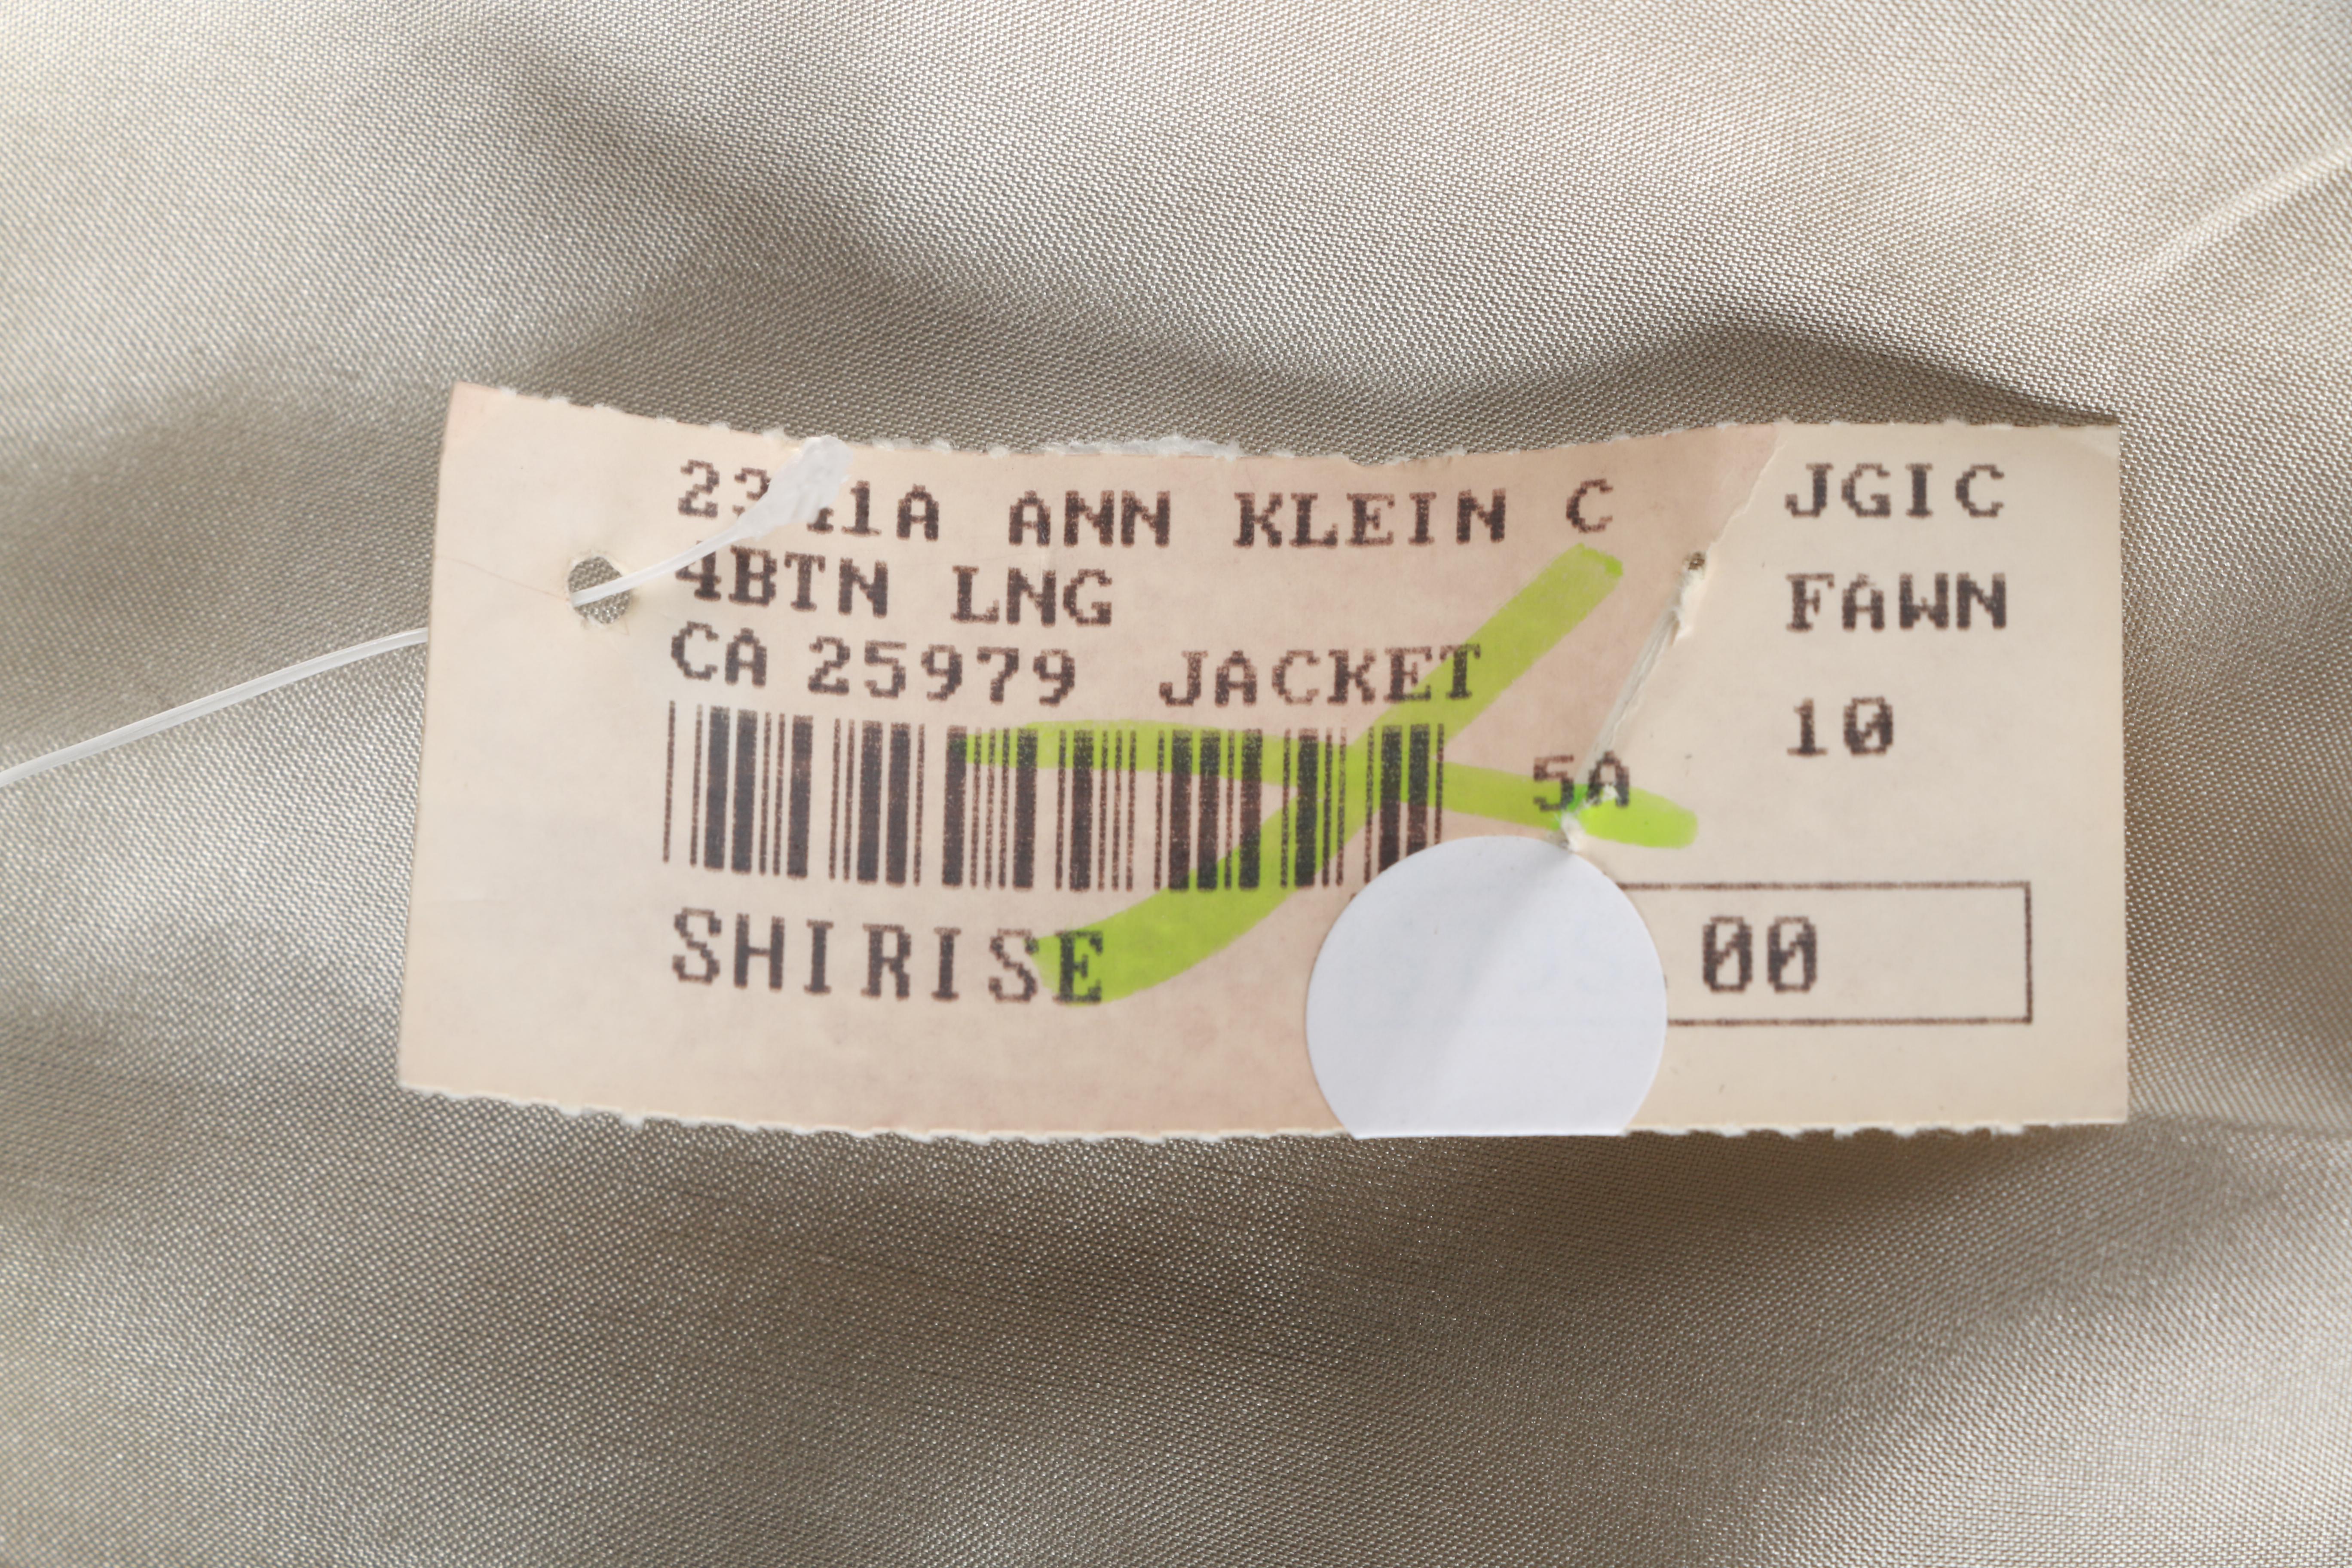 ANN KLEIN C JGIC
4BTN LNG FAWN
CA 25979 JACKET
10
5A
SHIRISE
00